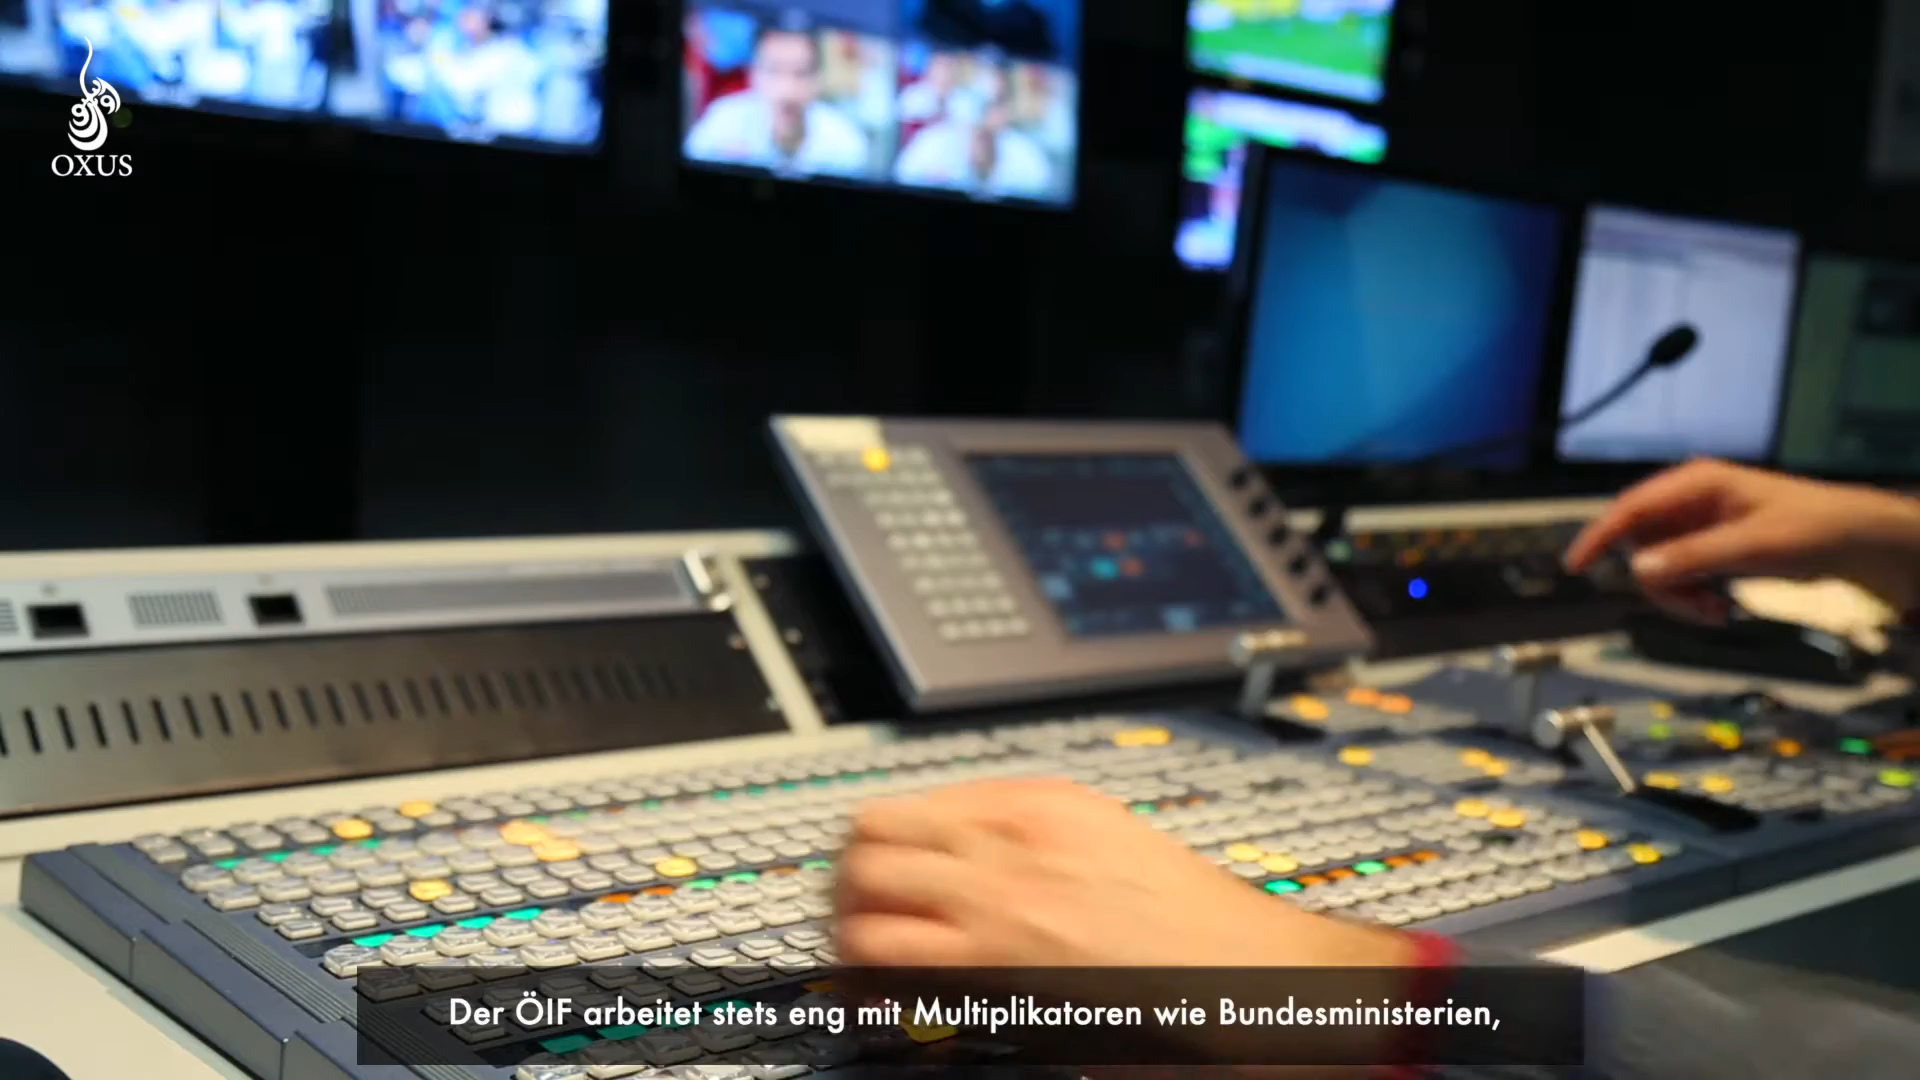 OXUS
Der ÖIF arbeitet stets eng mit Multiplikatoren wie Bundesministerien,